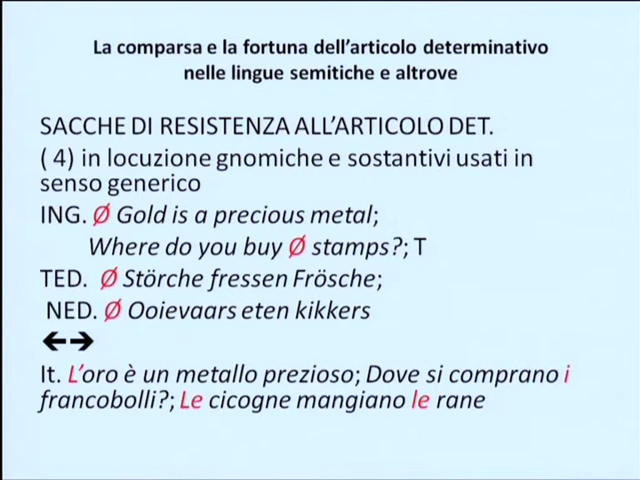 La comparsa e la fortuna dell'articolo determinativo
nelle lingue semitiche e altrove
SACCHE DI RESISTENZA ALL'ARTICOLO DET.
( 4) in locuzione gnomiche e sostantivi usati in
senso generico
ING. Ø Gold is a precious metal;
Where do you buy Ø stamps?; T
TED. Ø Störche fressen Frösche;
NED. Ø Ooievaars eten kikkers
🡰🡲
It. L'oro è un metallo prezioso; Dove si comprano i
francobolli?; Le cicogne mangiano le rane